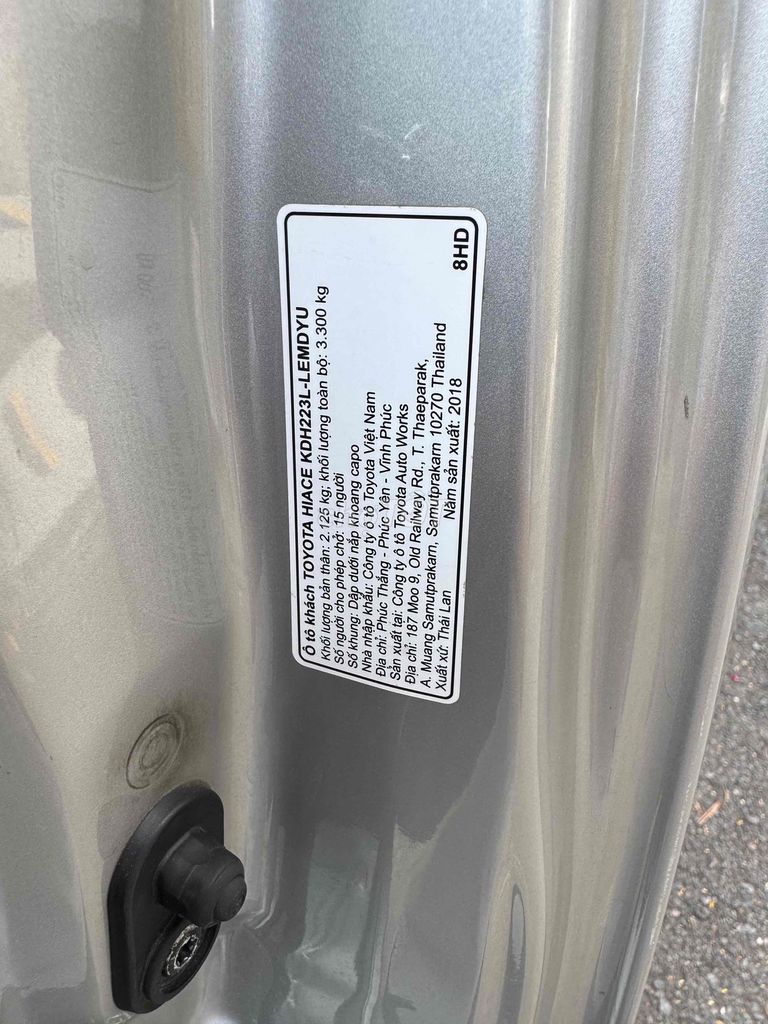 Ô tô khách TOYOTA HIACE KDH223L-LEMDYU
Khối lượng bản thân: 2.125 kg; khối lượng toàn bộ: 3.300 kg
Số người cho phép chở: 15 người
Số khung: Dập dưới nắp khoang capo
Nhà nhập khẩu: Công ty ô tô Toyota Việt Nam
Địa chỉ: Phúc Thắng - Phúc Yên - Vĩnh Phúc
Sản xuất tại: Công ty ô tô Toyota Auto Works
Địa chỉ: 187 Moo 9, Old Railway Rd., T. Thaeparak,
A. Muang Samutprakarn, Samutprakarn 10270 Thailand
Xuất xứ: Thái Lan Năm sản xuất: 2018
8HD